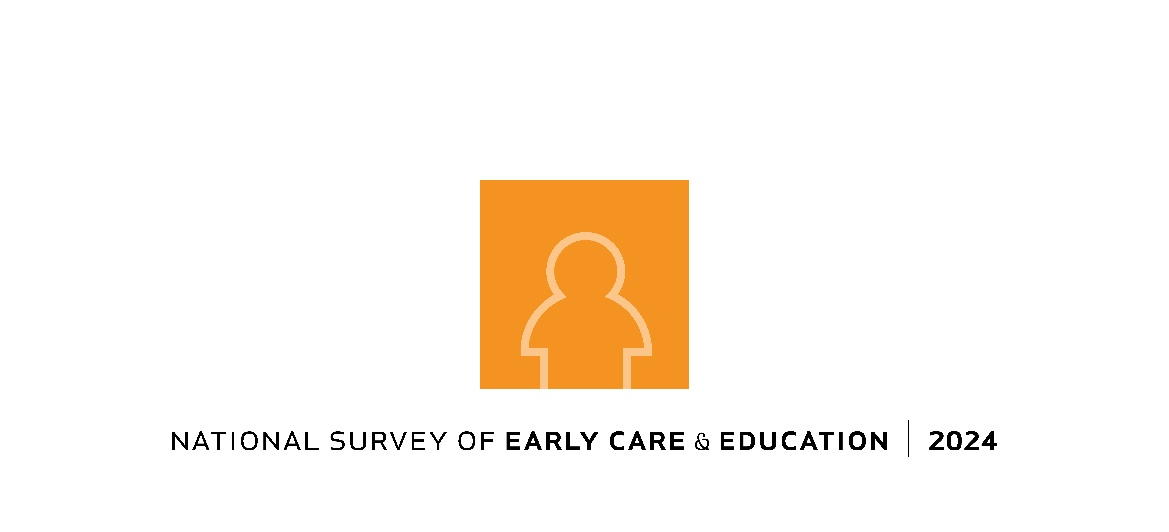 NATIONAL SURVEY OF EARLY CARE & EDUCATION | 2024